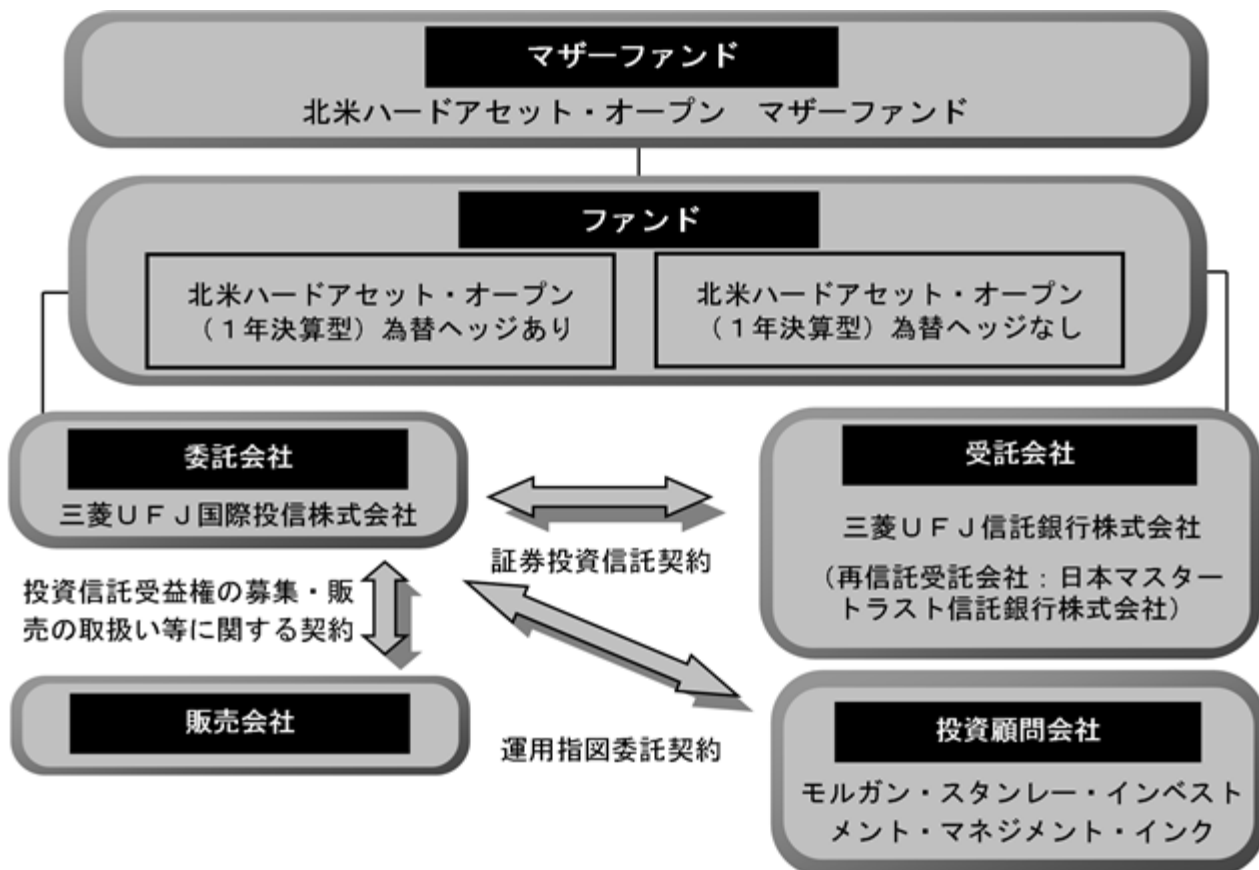 マザーファンド
北米ハードアセット・オープン　マザーファンド
ファンド
北米ハードアセット・オープン
（１年決算型）為替ヘッジあり
北米ハードアセット・オープン
（１年決算型）為替ヘッジなし
委託会社
三菱ＵＦＪ国際投信株式会社
受託会社
三菱ＵＦＪ信託銀行株式会社
（再信託受託会社：日本マスター
トラスト信託銀行株式会社）
証券投資信託契約
投資信託受益権の募集・販
売の取扱い等に関する契約
販売会社
運用指図委託契約
投資顧問会社
モルガン・スタンレー・インベスト
メント・マネジメント・インク